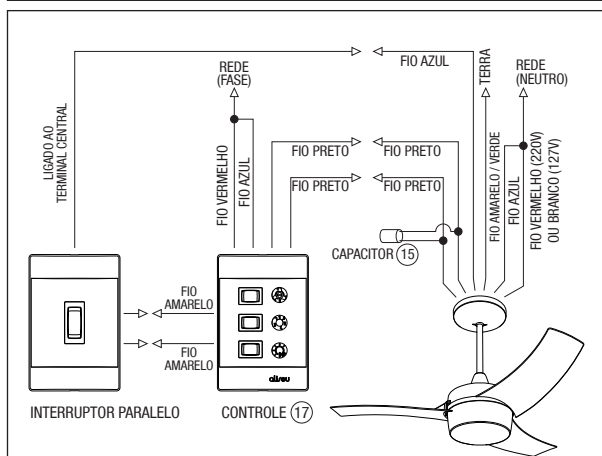 FIO AZUL
TERRA
REDE
(NEUTRO)
REDE
(FASE)
LIGADO AO
TERMINAL CENTRAL
FIO VERMELHO
FIO AZUL
FIO PRETO
FIO PRETO
FIO PRETO
FIO PRETO
FIO AMARELO / VERDE
FIO AZUL
FIO VERMELHO (220V)
OU BRANCO (127V)
CAPACITOR 15
FIO
AMARELO
FIO
AMARELO
aliseu
INTERRUPTOR PARALELO
CONTROLE 17